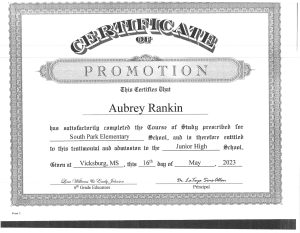 CERTIFICATE
OF
PROMOTION
This Certifies That
Aubrey Rankin
has satisfactorily completed the Course of Study prescribed for
South Park Elementary School, and is therefore entitled
to this testimonial and admission to the Junior High School.
Given at Vicksburg, MS this 16th day of May, 2023
6th Grade Educators
Principal